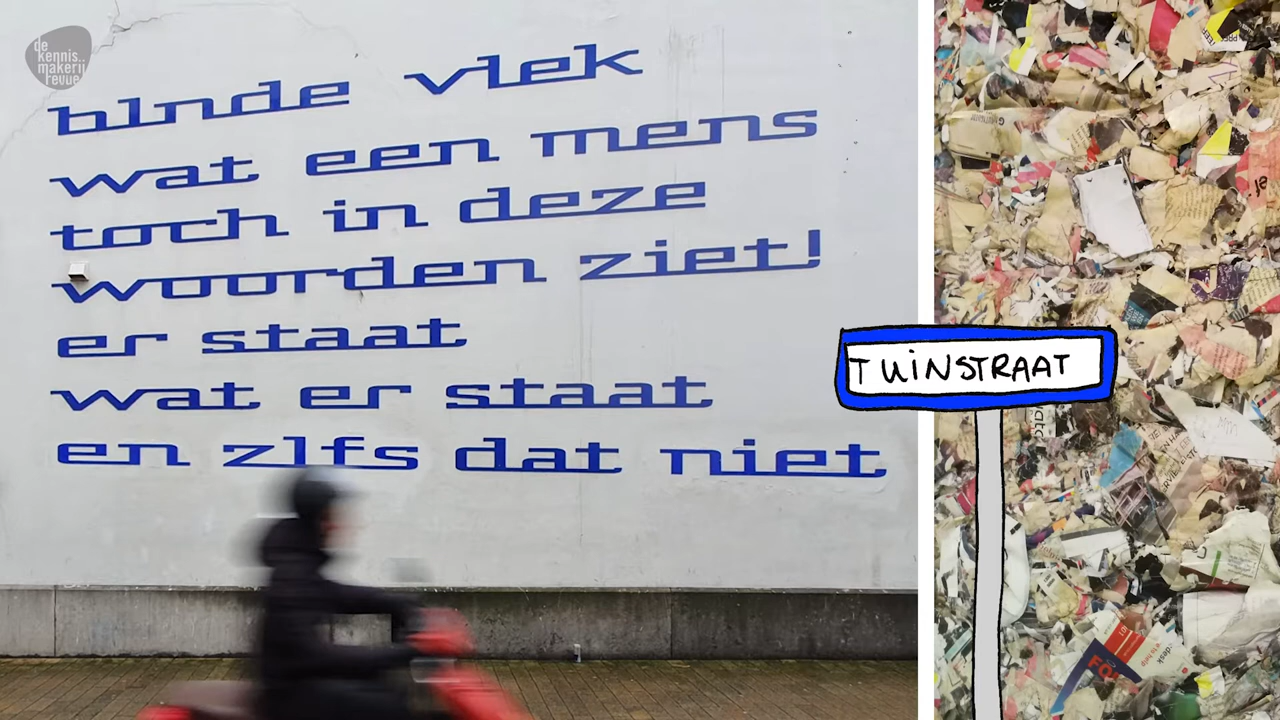 de
kennis..
makerij
revue
blnde vlek
wat een mens
toch in deze
woorden ziet!
er staat
wat er staat
en zlfs dat niet
TUINSTRAAT